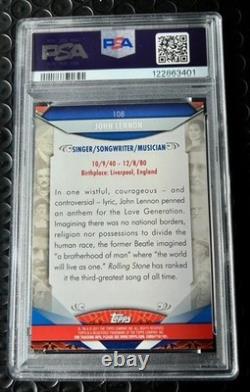 PSA
PSA
122863401
108
JOHN LENNON
SINGER/SONGWRITER/MUSICIAN
10/9/40 - 12/8/80
Birthplace: Liverpool, England
In one wistful, courageous – and
controversial – lyric, John Lennon penned
an anthem for the Love Generation.
Imagining there was no national borders,
religion nor possessions to divide the
human race, the former Beatle imagined
"a brotherhood of man" where "the world
will live as one." Rolling Stone has ranked
it the third-greatest song of all time.
Topps